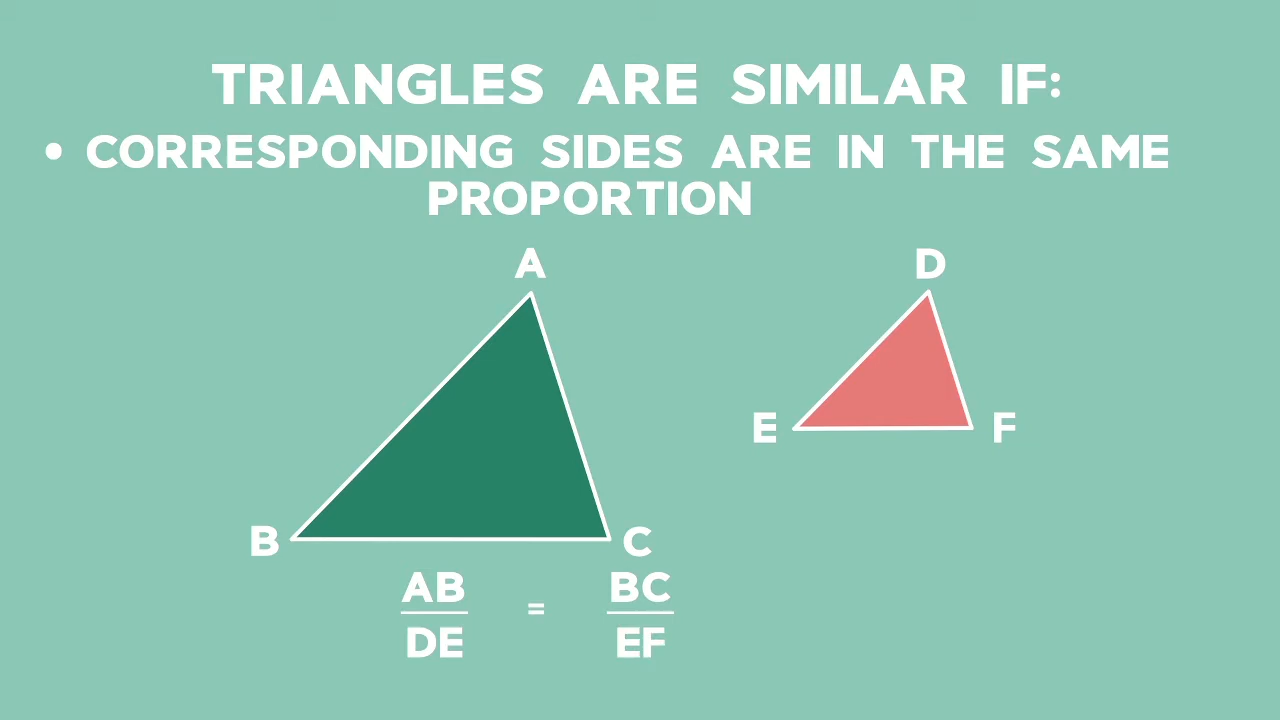 TRIANGLES ARE SIMILAR IF:
• CORRESPONDING SIDES ARE IN THE SAME
PROPORTION
A
D
E
F
B
C
AB = BC
DE EF